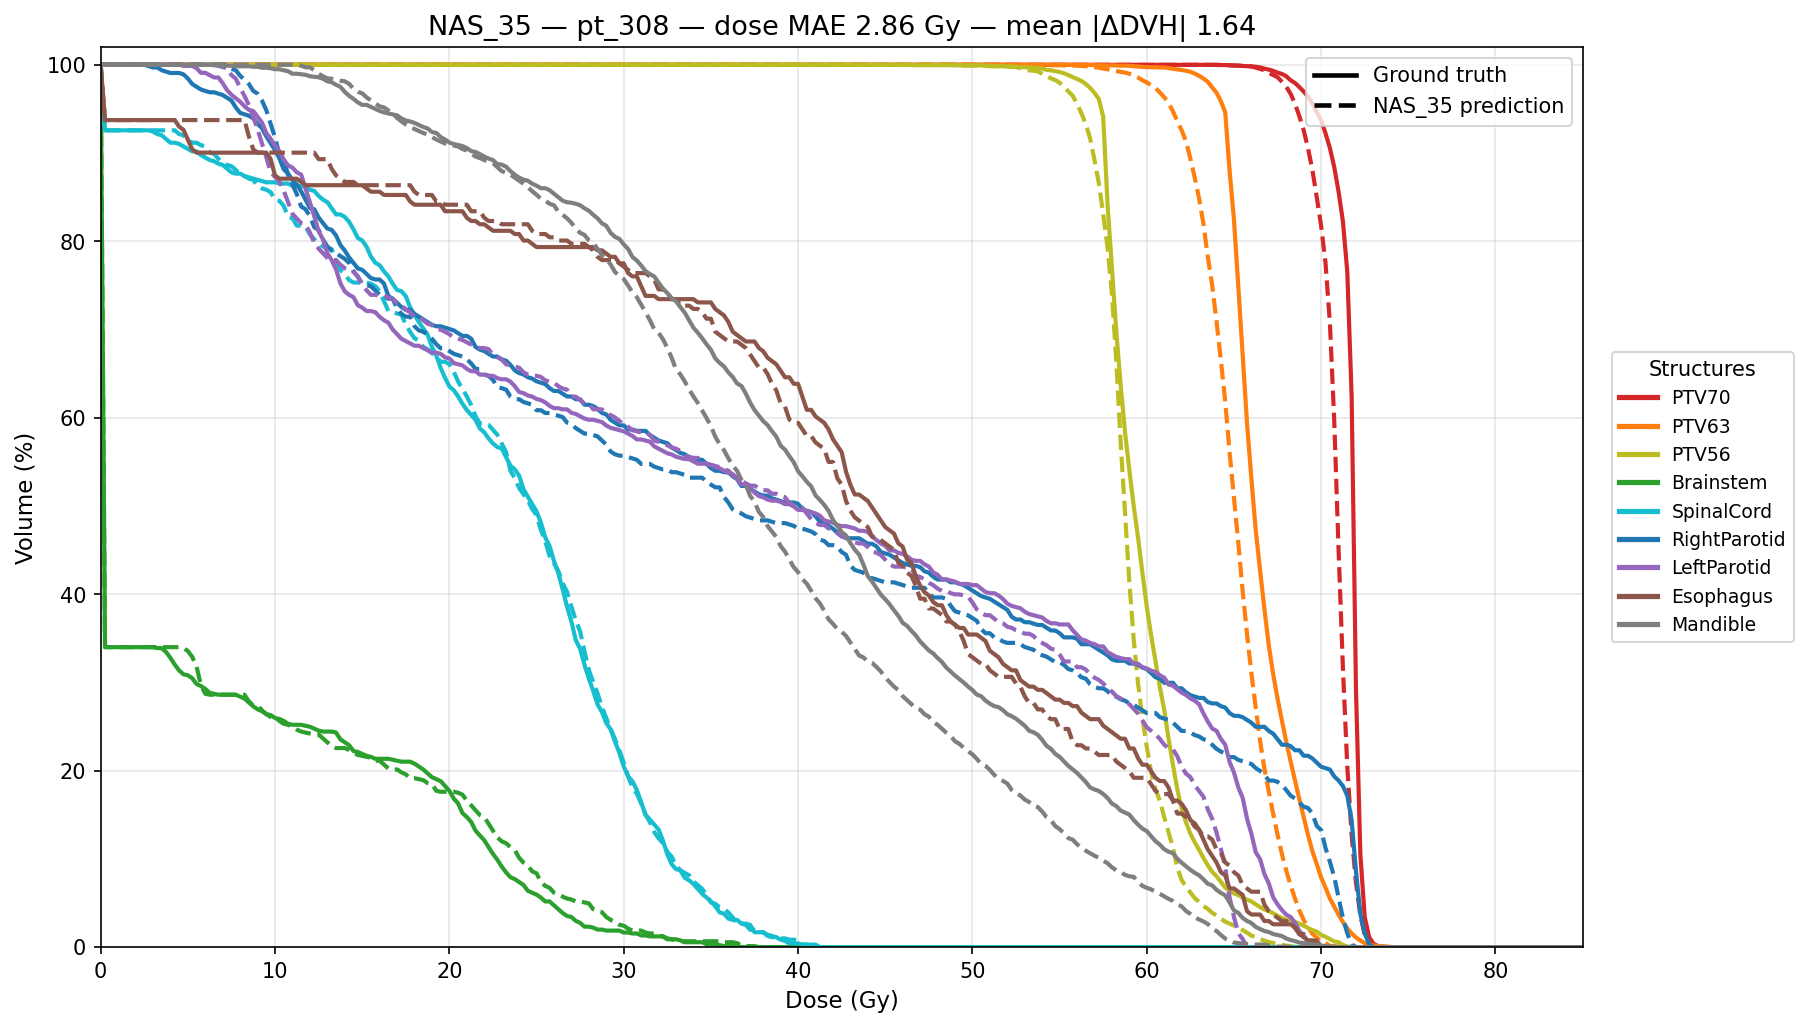 NAS_35 — pt_308 — dose MAE 2.86 Gy — mean |ΔDVH| 1.64
Ground truth
NAS_35 prediction
Structures
PTV70
PTV63
PTV56
Brainstem
SpinalCord
RightParotid
LeftParotid
Esophagus
Mandible
Volume (%)
100
80
60
40
20
0
0 10 20 30 40 50 60 70 80
Dose (Gy)